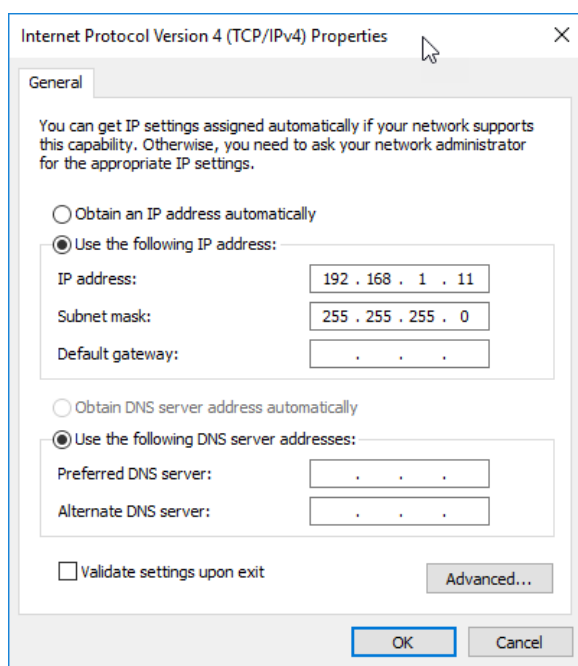 Internet Protocol Version 4 (TCP/IPv4) Properties
General
You can get IP settings assigned automatically if your network supports
this capability. Otherwise, you need to ask your network administrator
for the appropriate IP settings.
Obtain an IP address automatically
Use the following IP address:
IP address: 192 . 168 . 1 . 11
Subnet mask: 255 . 255 . 255 . 0
Default gateway: . . .
Obtain DNS server address automatically
Use the following DNS server addresses:
Preferred DNS server: . . .
Alternate DNS server: . . .
Validate settings upon exit
Advanced...
OK Cancel